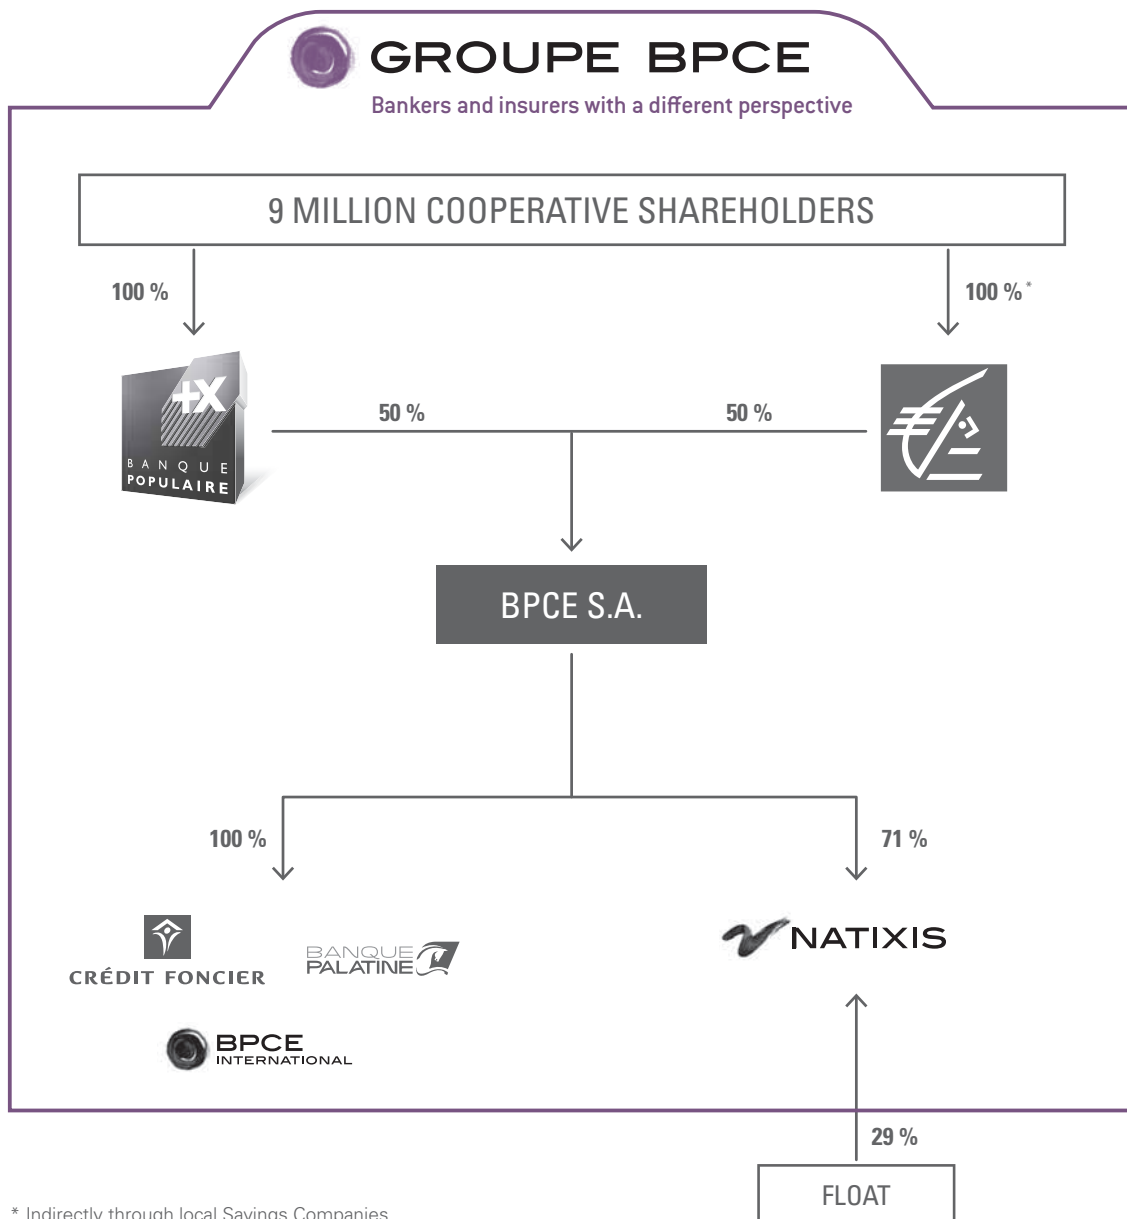 GROUPE BPCE
Bankers and insurers with a different perspective
9 MILLION COOPERATIVE SHAREHOLDERS
100 %
100 % *
+X
BANQUE
POPULAIRE
50 %
50 %
BPCE S.A.
100 %
71 %
CRÉDIT FONCIER
BANQUE
PALATINE
NATIXIS
BPCE
INTERNATIONAL
29 %
FLOAT
* Indirectly through local Savings Companies